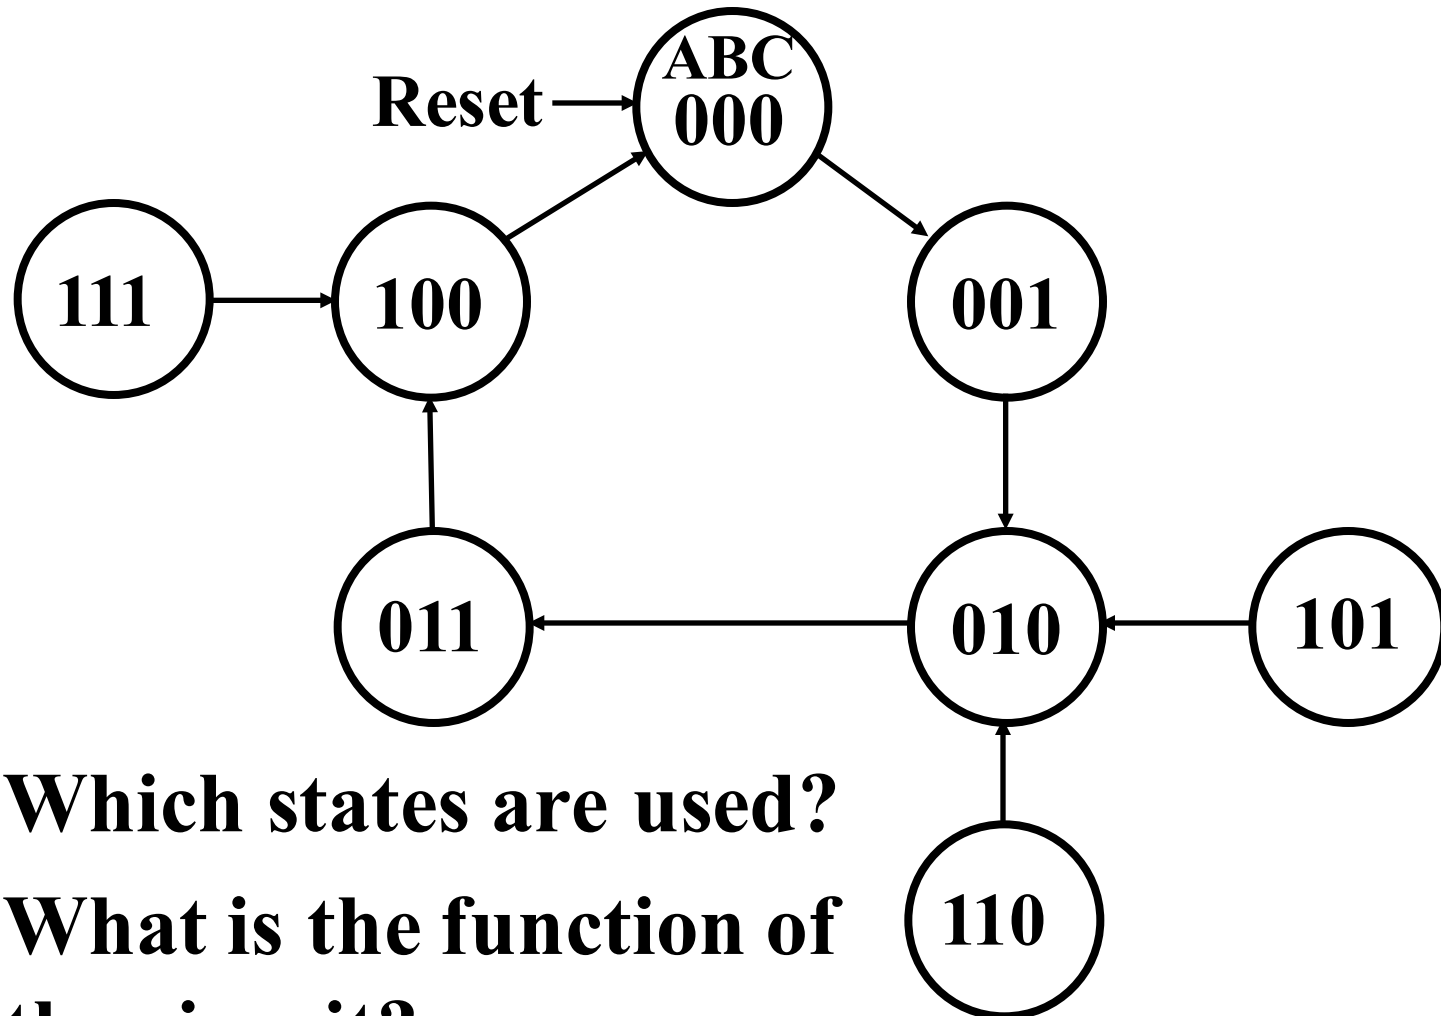 ABC
Reset
000
111
100
001
011
010
101
Which states are used?
What is the function of
110